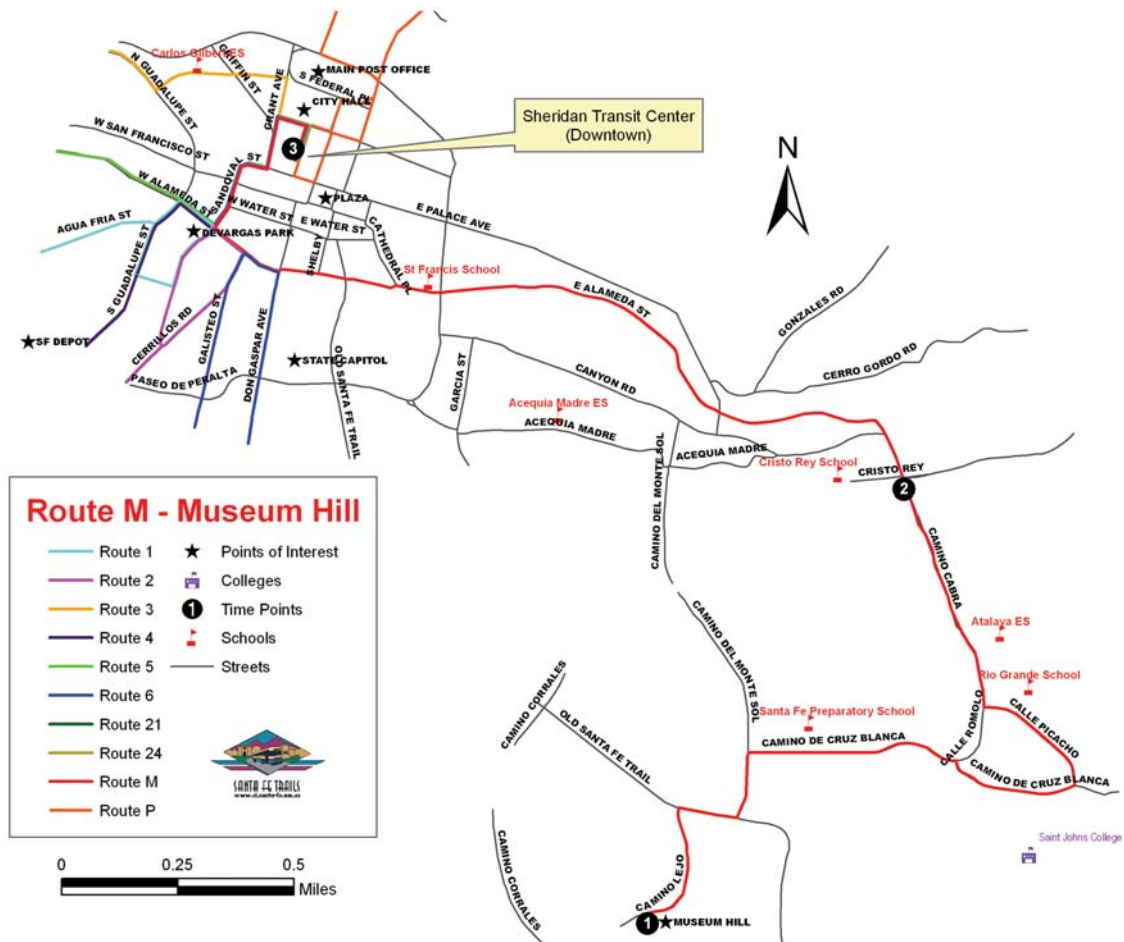 Carlos Gilbert ES
N GUADALUPE ST
GRIFFIN ST
GRANT AVE
MAIN POST OFFICE
S FEDERAL PL
CITY HALL
Sheridan Transit Center
(Downtown)
3
N
W SAN FRANCISCO ST
SANDOVAL ST
W ALAMEDA ST
W WATER ST
PLAZA
E PALACE AVE
AGUA FRIA ST
DEVARGAS PARK
E WATER ST
CATHEDRAL PL
SHELBY
S GUADALUPE ST
St Francis School
E ALAMEDA ST
GONZALES RD
SF DEPOT
CERRILLOS RD
GALISTEO ST
DON GASPAR AVE
STATE CAPITOL
OLD SANTA FE TRAIL
PASEO DE PERALTA
GARCIA ST
CANYON RD
CERRO GORDO RD
Acequia Madre ES
ACEQUIA MADRE
ACEQUIA MADRE
CAMINO DEL MONTE SOL
Cristo Rey School
CRISTO REY
2
CAMINO CABRA
Atalaya ES
Rio Grande School
CAMINO DEL MONTE SOL
CAMINO CORRALES
OLD SANTA FE TRAIL
Santa Fe Preparatory School
CAMINO DE CRUZ BLANCA
CALLE ROMOLO
CALLE PICACHO
CAMINO DE CRUZ BLANCA
Saint Johns College
CAMINO CORRALES
CAMINO LEJO
1
MUSEUM HILL
Route M - Museum Hill
Route 1
Points of Interest
Route 2
Colleges
Route 3
1
Time Points
Route 4
Schools
Route 5
Streets
Route 6
Route 21
Route 24
Route M
Route P
SANTA FE TRAILS
0
0.25
0.5
Miles